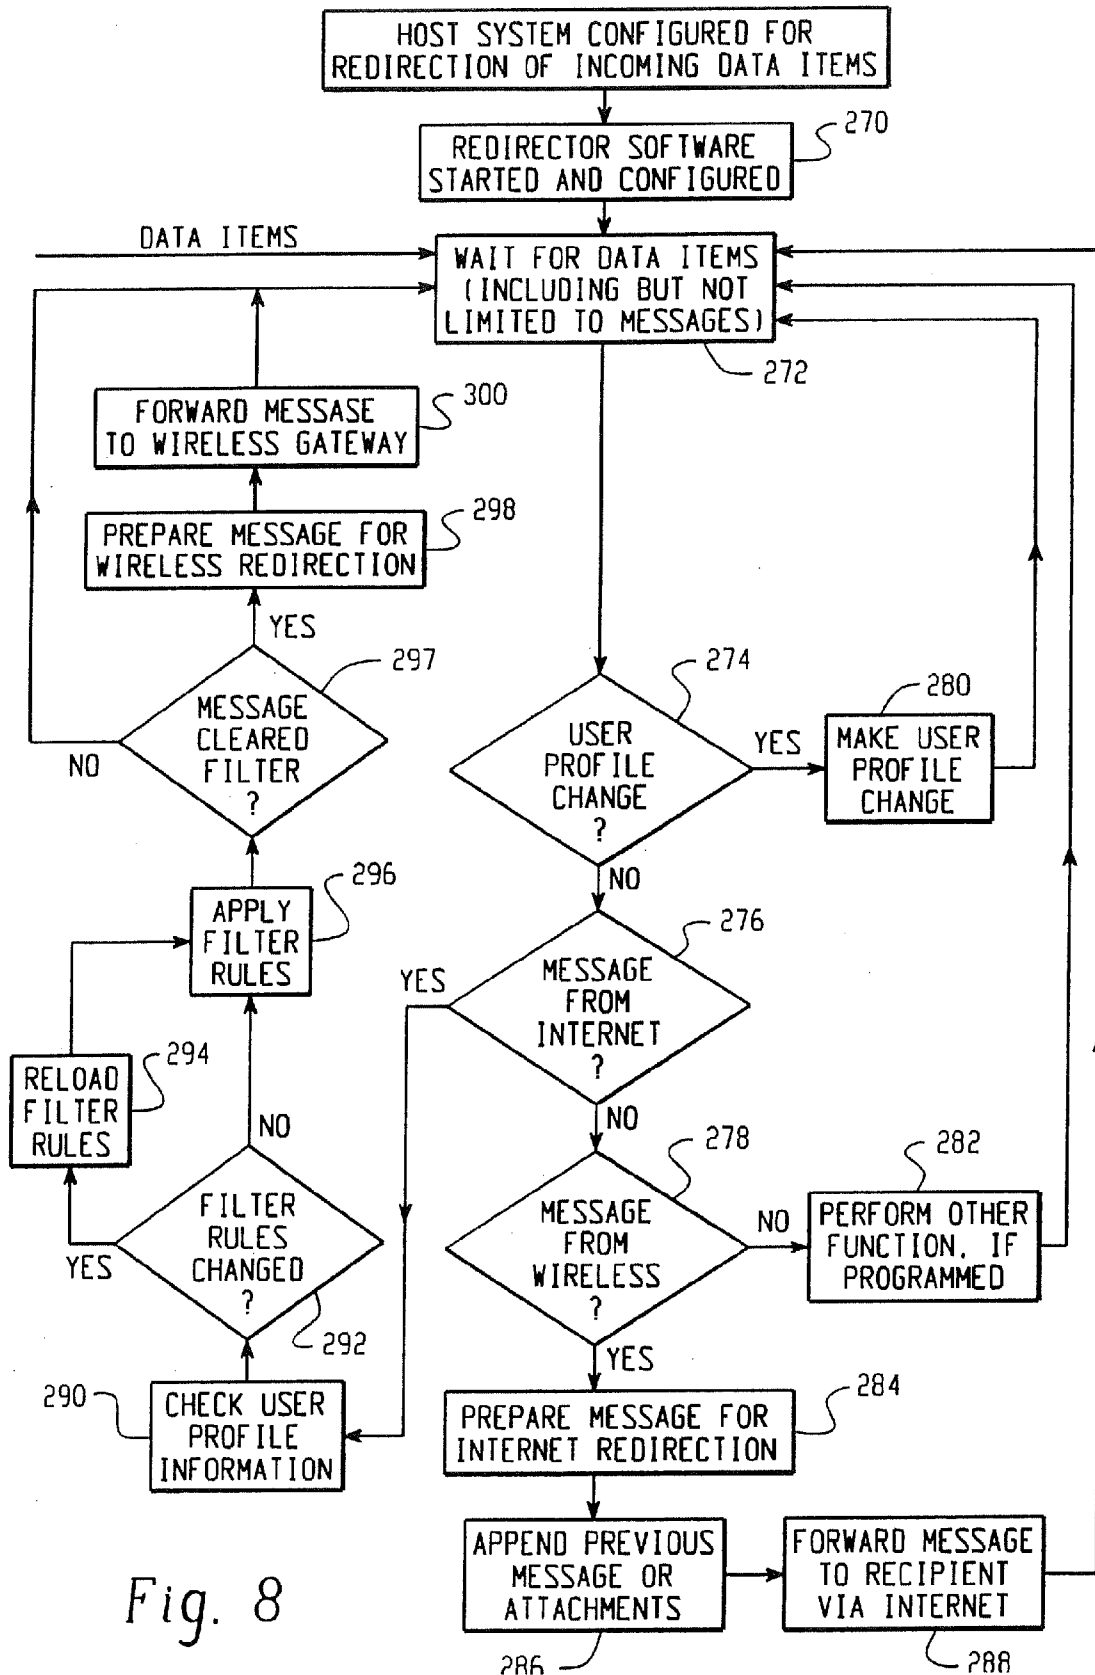 HOST SYSTEM CONFIGURED FOR
REDIRECTION OF INCOMING DATA ITEMS
270
REDIRECTOR SOFTWARE
STARTED AND CONFIGURED
DATA ITEMS
WAIT FOR DATA ITEMS
(INCLUDING BUT NOT
LIMITED TO MESSAGES)
272
300
FORWARD MESSAGE
TO WIRELESS GATEWAY
298
PREPARE MESSAGE FOR
WIRELESS REDIRECTION
YES
297
MESSAGE
CLEARED
FILTER
?
NO
274
USER
PROFILE
CHANGE
?
YES
280
MAKE USER
PROFILE
CHANGE
NO
296
APPLY
FILTER
RULES
276
MESSAGE
FROM
INTERNET
?
YES
NO
294
RELOAD
FILTER
RULES
NO
FILTER
RULES
CHANGED
?
YES
292
278
MESSAGE
FROM
WIRELESS
?
NO
282
PERFORM OTHER
FUNCTION, IF
PROGRAMMED
YES
290
CHECK USER
PROFILE
INFORMATION
284
PREPARE MESSAGE FOR
INTERNET REDIRECTION
APPEND PREVIOUS
MESSAGE OR
ATTACHMENTS
286
FORWARD MESSAGE
TO RECIPIENT
VIA INTERNET
288
Fig. 8